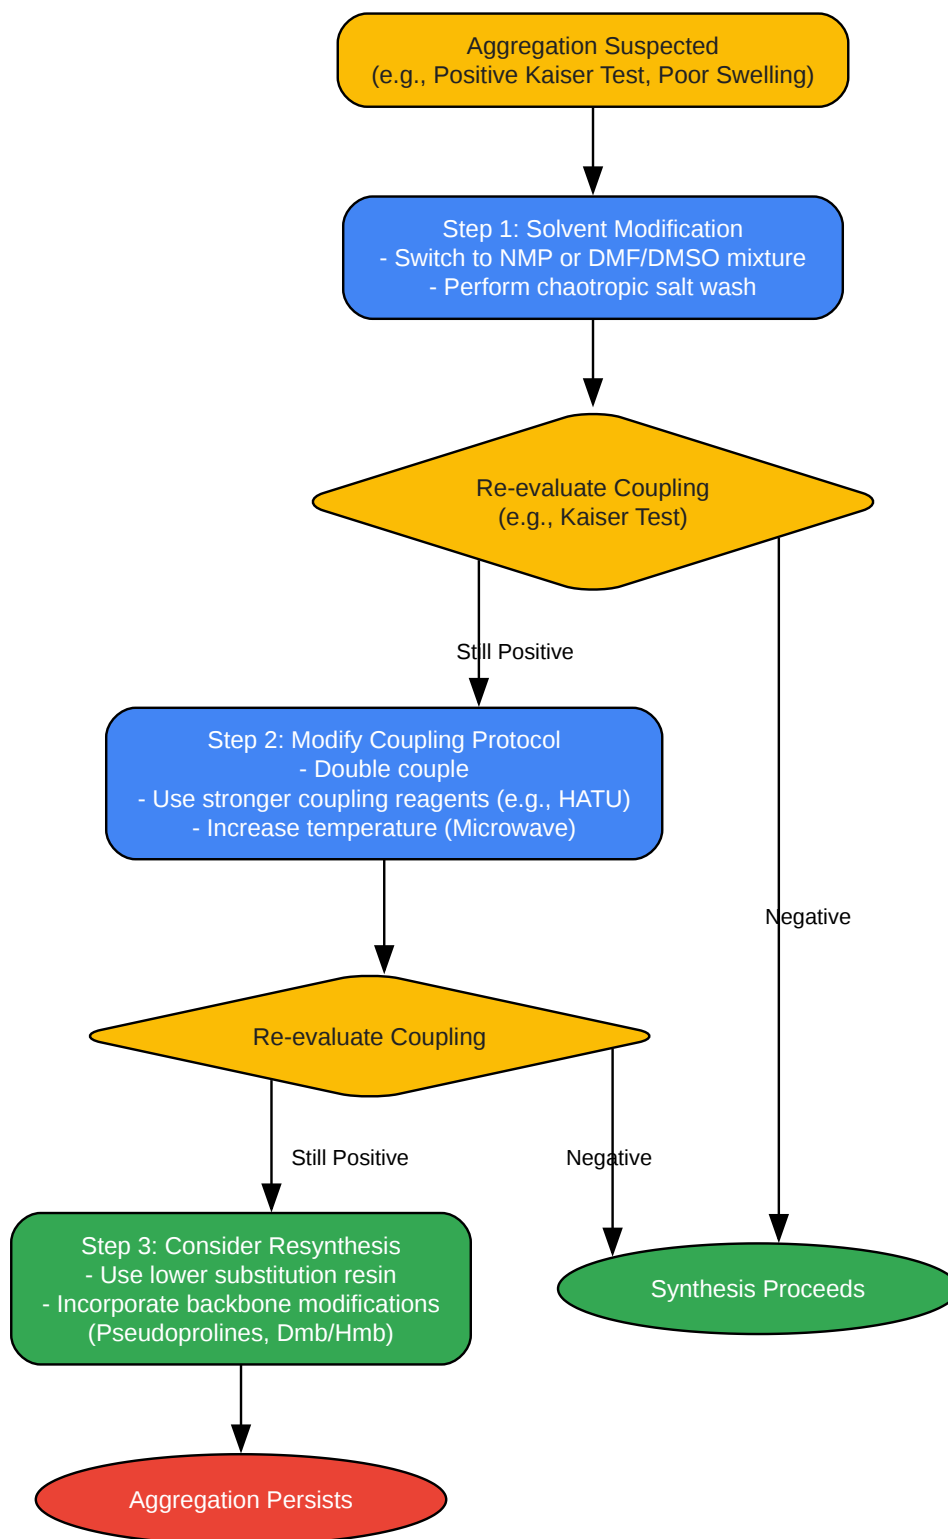 Aggregation Suspected
(e.g., Positive Kaiser Test, Poor Swelling)
Step 1: Solvent Modification
- Switch to NMP or DMF/DMSO mixture
- Perform chaotropic salt wash
Re-evaluate Coupling
(e.g., Kaiser Test)
Still Positive
Step 2: Modify Coupling Protocol
- Double couple
- Use stronger coupling reagents (e.g., HATU)
- Increase temperature (Microwave)
Negative
Re-evaluate Coupling
Still Positive
Negative
Step 3: Consider Resynthesis
- Use lower substitution resin
- Incorporate backbone modifications
(Pseudoprolines, Dmb/Hmb)
Synthesis Proceeds
Aggregation Persists